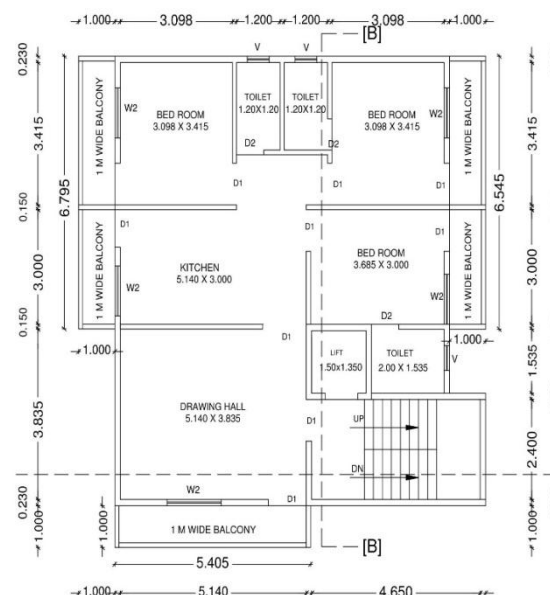 1.000 3.098 1.200 1.200 3.098 1.000
[B]
0.230
V V
1 M WIDE BALCONY
W2
BED ROOM
3.098 X 3.415
TOILET
1.20X1.20
TOILET
1.20X1.20
BED ROOM
3.098 X 3.415
W2
1 M WIDE BALCONY
3.415
3.415
D2 D2
6.795
6.545
D1 D1 D1
0.150
D1 D1 D1
1 M WIDE BALCONY
KITCHEN
5.140 X 3.000
W2
BED ROOM
3.685 X 3.000
W2
1 M WIDE BALCONY
3.000
3.000
D2
0.150
1.000
D1
LIFT
1.50x1.350
TOILET
2.00 X 1.535
V
1.000
1.535
3.835
DRAWING HALL
5.140 X 3.835
D1
UP
DN
2.400
W2
D1
0.230
1.000
1.000
1 M WIDE BALCONY
1.000
[B]
5.405
1.000 5.140 4.650